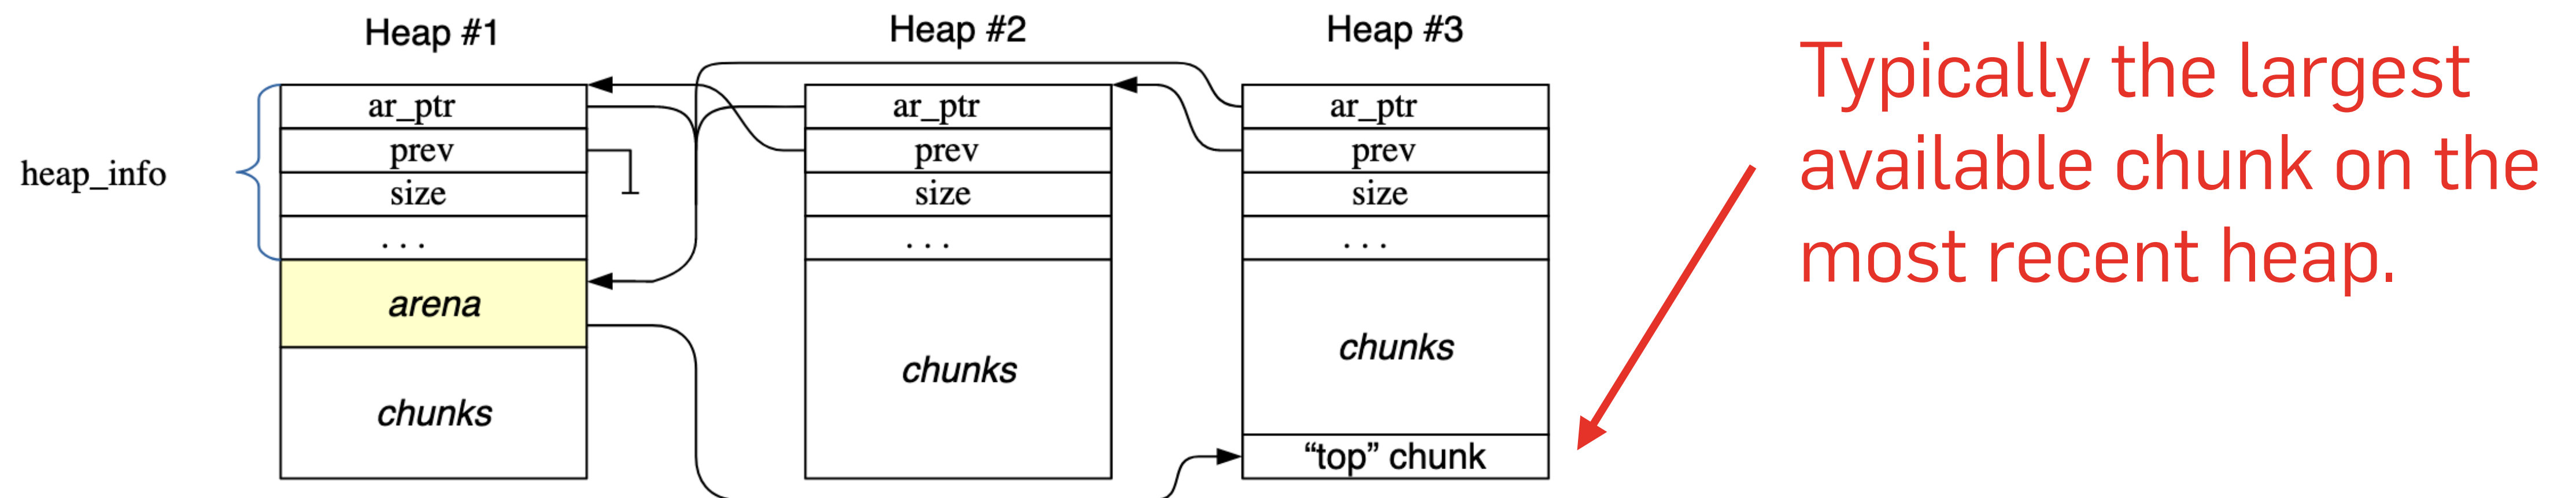 Heap #1
Heap #2
Heap #3
heap_info
ar_ptr
prev
size
...
arena
chunks
ar_ptr
prev
size
...
chunks
ar_ptr
prev
size
...
chunks
“top” chunk
Typically the largest
available chunk on the
most recent heap.